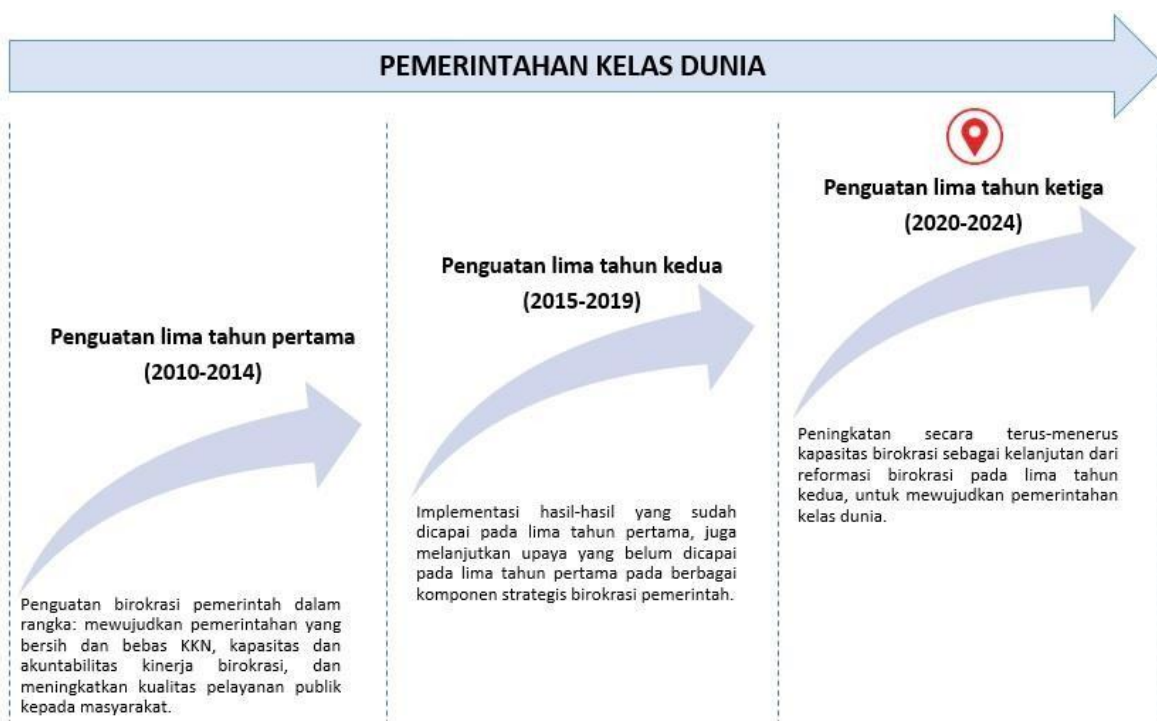 PEMERINTAHAN KELAS DUNIA
Penguatan lima tahun pertama
(2010-2014)
Penguatan birokrasi pemerintah dalam
rangka: mewujudkan pemerintahan yang
bersih dan bebas KKN, kapasitas dan
akuntabilitas kinerja birokrasi, dan
meningkatkan kualitas pelayanan publik
kepada masyarakat.
Penguatan lima tahun kedua
(2015-2019)
Implementasi hasil-hasil yang sudah
dicapai pada lima tahun pertama, juga
melanjutkan upaya yang belum dicapai
pada lima tahun pertama pada berbagai
komponen strategis birokrasi pemerintah.
Penguatan lima tahun ketiga
(2020-2024)
Peningkatan secara terus-menerus
kapasitas birokrasi sebagai kelanjutan dari
reformasi birokrasi pada lima tahun
kedua, untuk mewujudkan pemerintahan
kelas dunia.